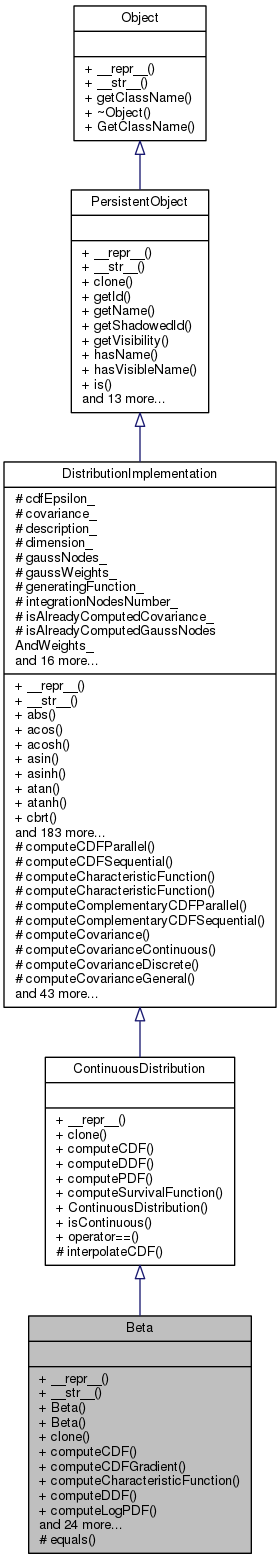 Object
+ __repr__()
+ __str__()
+ getClassName()
+ ~Object()
+ GetClassName()
PersistentObject
+ __repr__()
+ __str__()
+ clone()
+ getId()
+ getName()
+ getShadowedId()
+ getVisibility()
+ hasName()
+ hasVisibleName()
+ is()
and 13 more...
DistributionImplementation
# cdfEpsilon_
# covariance_
# description_
# dimension_
# gaussNodes_
# gaussWeights_
# generatingFunction_
# integrationNodesNumber_
# isAlreadyComputedCovariance_
# isAlreadyComputedGaussNodes
AndWeights_
and 16 more...
+ __repr__()
+ __str__()
+ abs()
+ acos()
+ acosh()
+ asin()
+ asinh()
+ atan()
+ atanh()
+ cbrt()
and 183 more...
# computeCDFParallel()
# computeCDFSequential()
# computeCharacteristicFunction()
# computeCharacteristicFunction()
# computeComplementaryCDFParallel()
# computeComplementaryCDFSequential()
# computeCovariance()
# computeCovarianceContinuous()
# computeCovarianceDiscrete()
# computeCovarianceGeneral()
and 43 more...
ContinuousDistribution
+ __repr__()
+ clone()
+ computeCDF()
+ computeDDF()
+ computePDF()
+ computeSurvivalFunction()
+ ContinuousDistribution()
+ isContinuous()
+ operator==()
# interpolateCDF()
Beta
+ __repr__()
+ __str__()
+ Beta()
+ Beta()
+ clone()
+ computeCDF()
+ computeCDFGradient()
+ computeCharacteristicFunction()
+ computeDDF()
+ computeLogPDF()
and 24 more...
# equals()